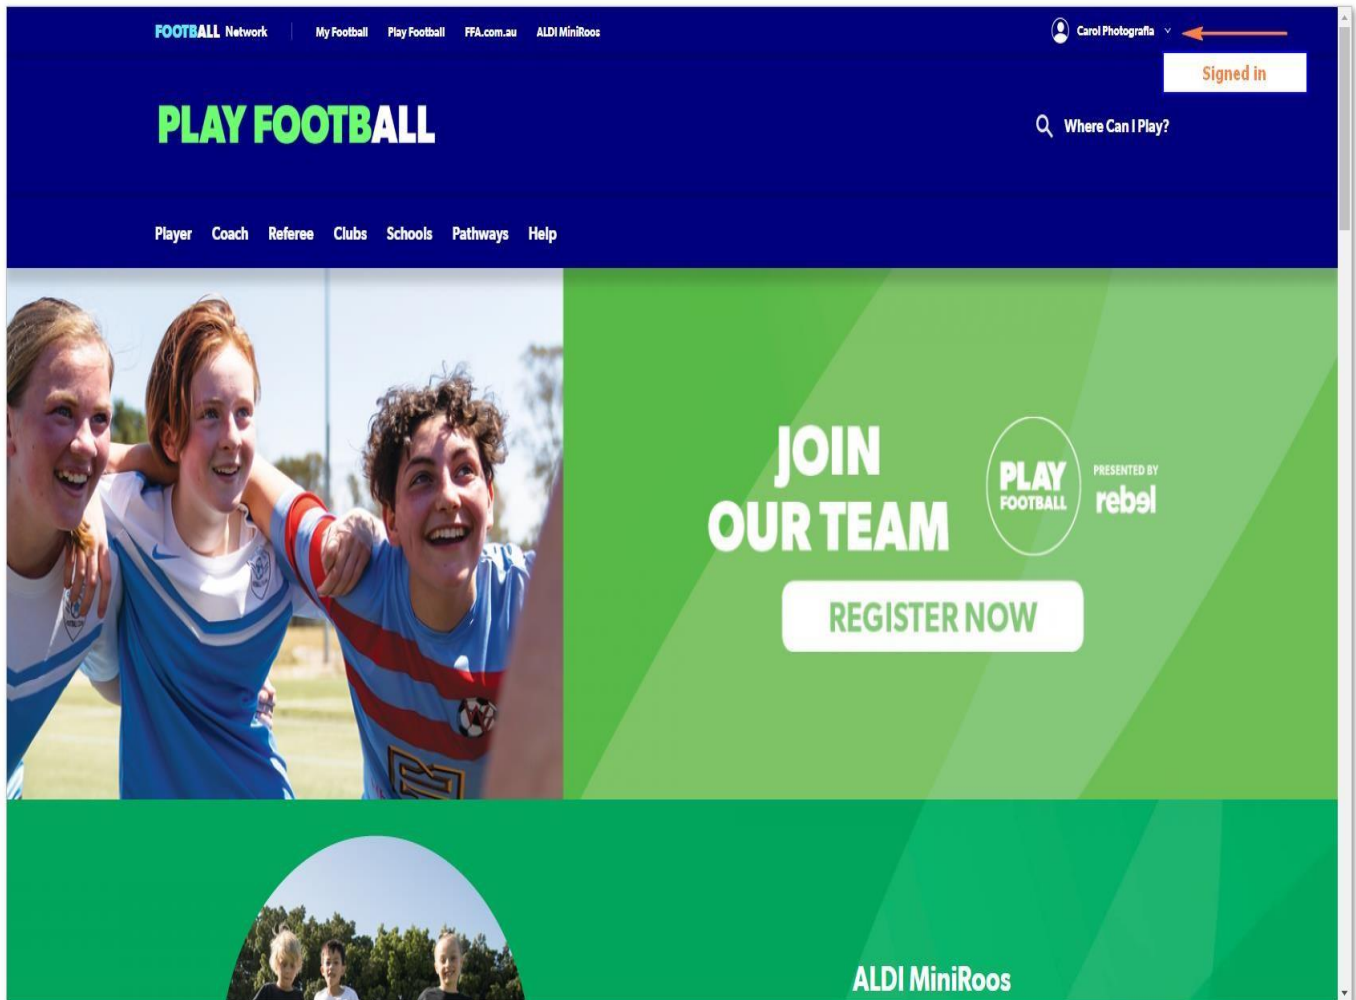 FOOTBALL Network My Football Play Football FFA.com.au ALDI MiniRoos Carol Photografia
Signed in
PLAY FOOTBALL
Where Can I Play?
Player Coach Referee Clubs Schools Pathways Help
JOIN
OUR TEAM
PLAY
FOOTBALL
PRESENTED BY
rebel
REGISTER NOW
ALDI MiniRoos